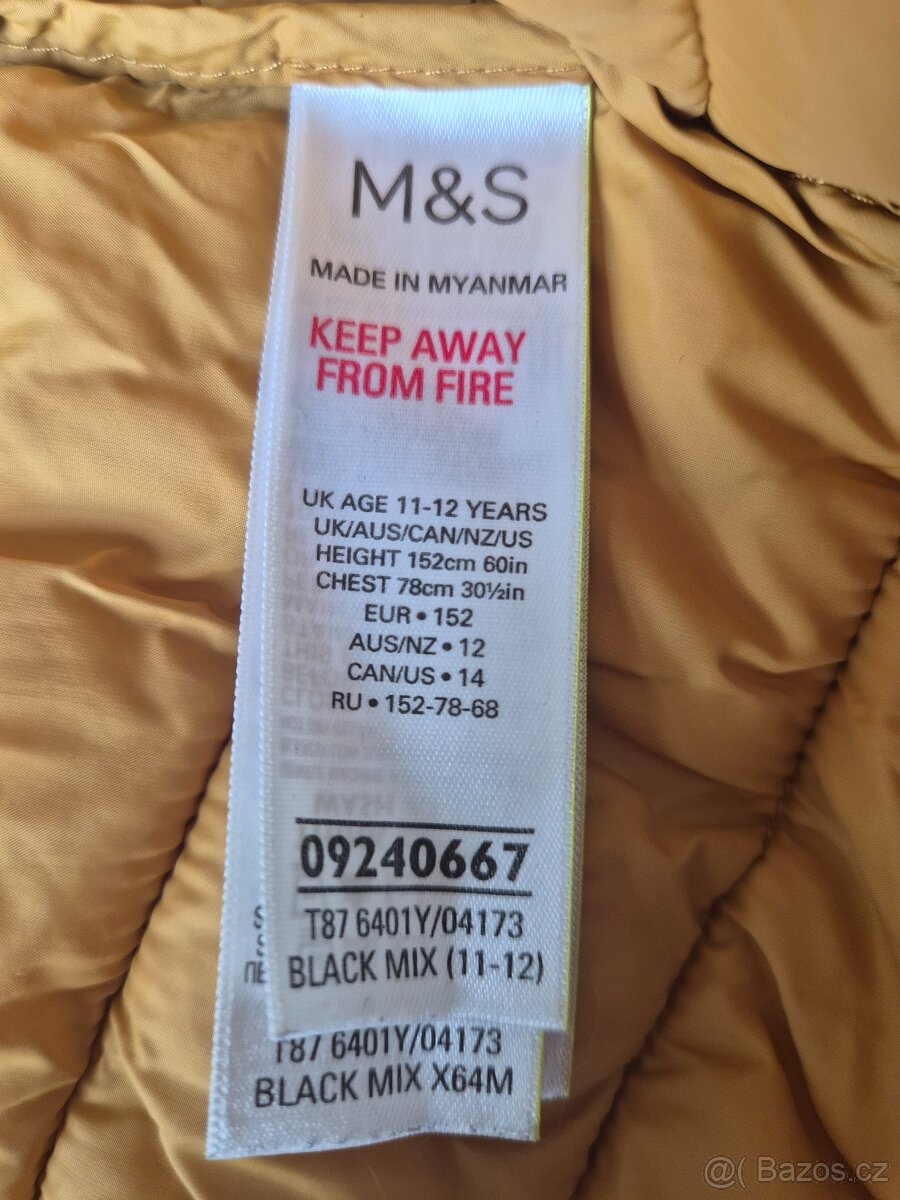 M&S
MADE IN MYANMAR
KEEP AWAY
FROM FIRE
UK AGE 11-12 YEARS
UK/AUS/CAN/NZ/US
HEIGHT 152cm 60in
CHEST 78cm 30½in
EUR • 152
AUS/NZ • 12
CAN/US • 14
RU • 152-78-68
09240667
T87 6401Y/04173
BLACK MIX (11-12)
T87 6401Y/04173
BLACK MIX X64M
@( Bazos.cz